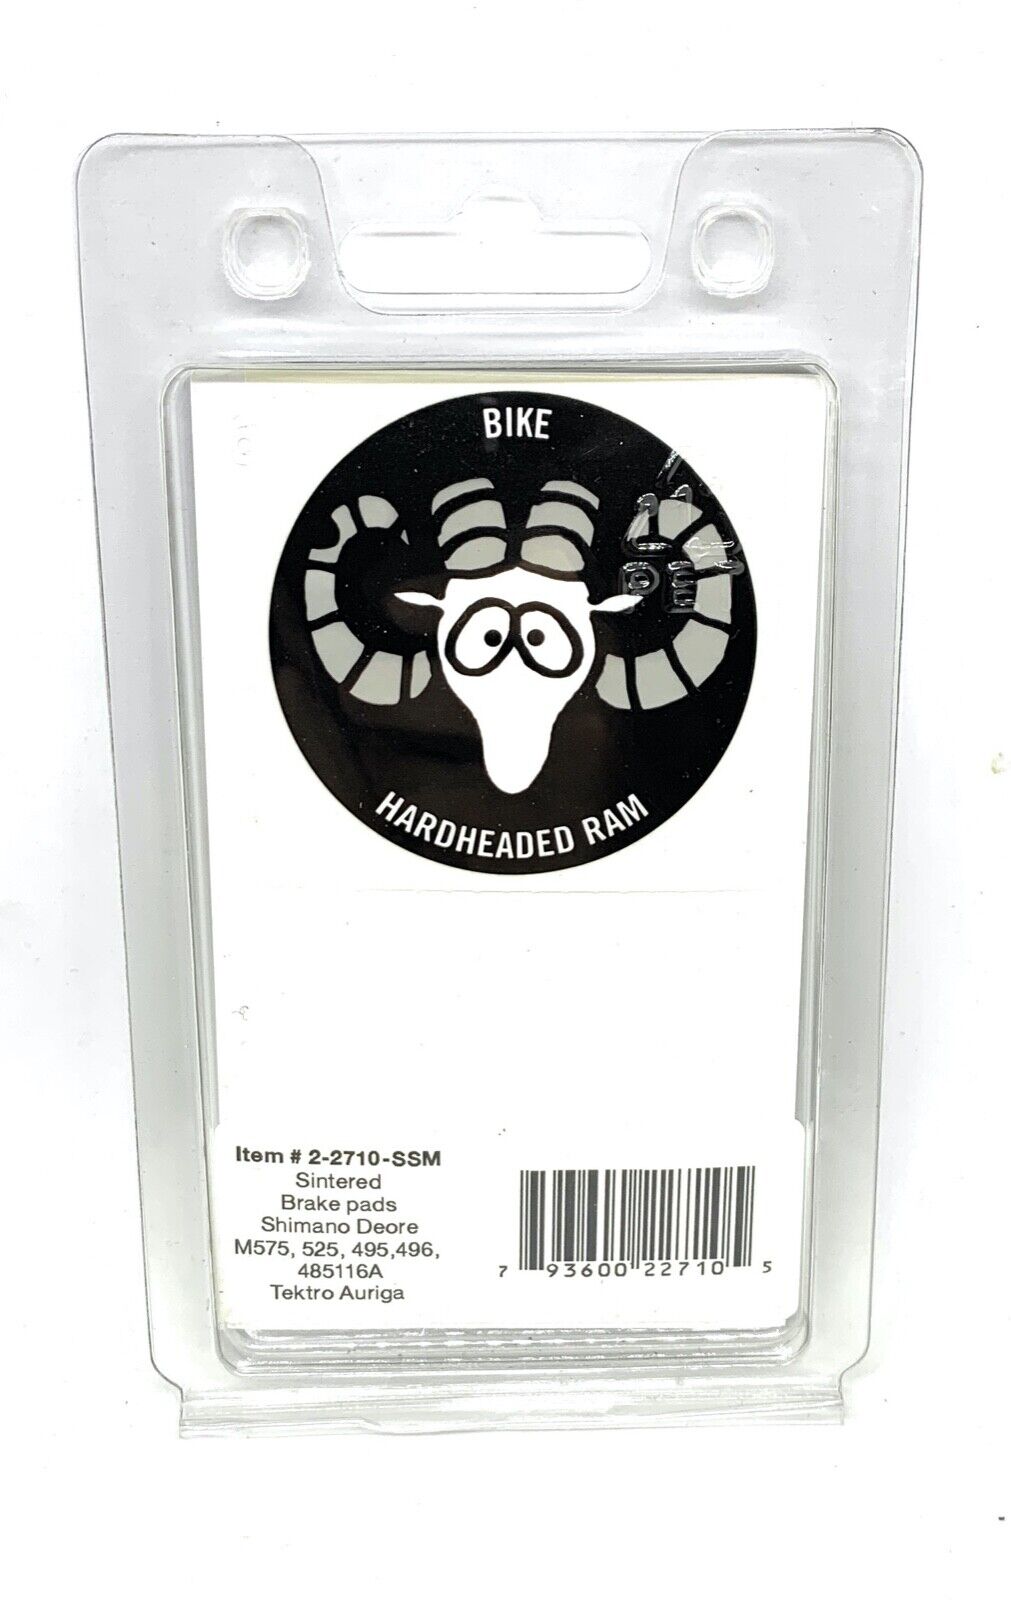 BIKE
HARDHEADED RAM
Item # 2-2710-SSM
Sintered
Brake pads
Shimano Deore
M575, 525, 495,496,
485116A
Tektro Auriga
7 93600 22710 5